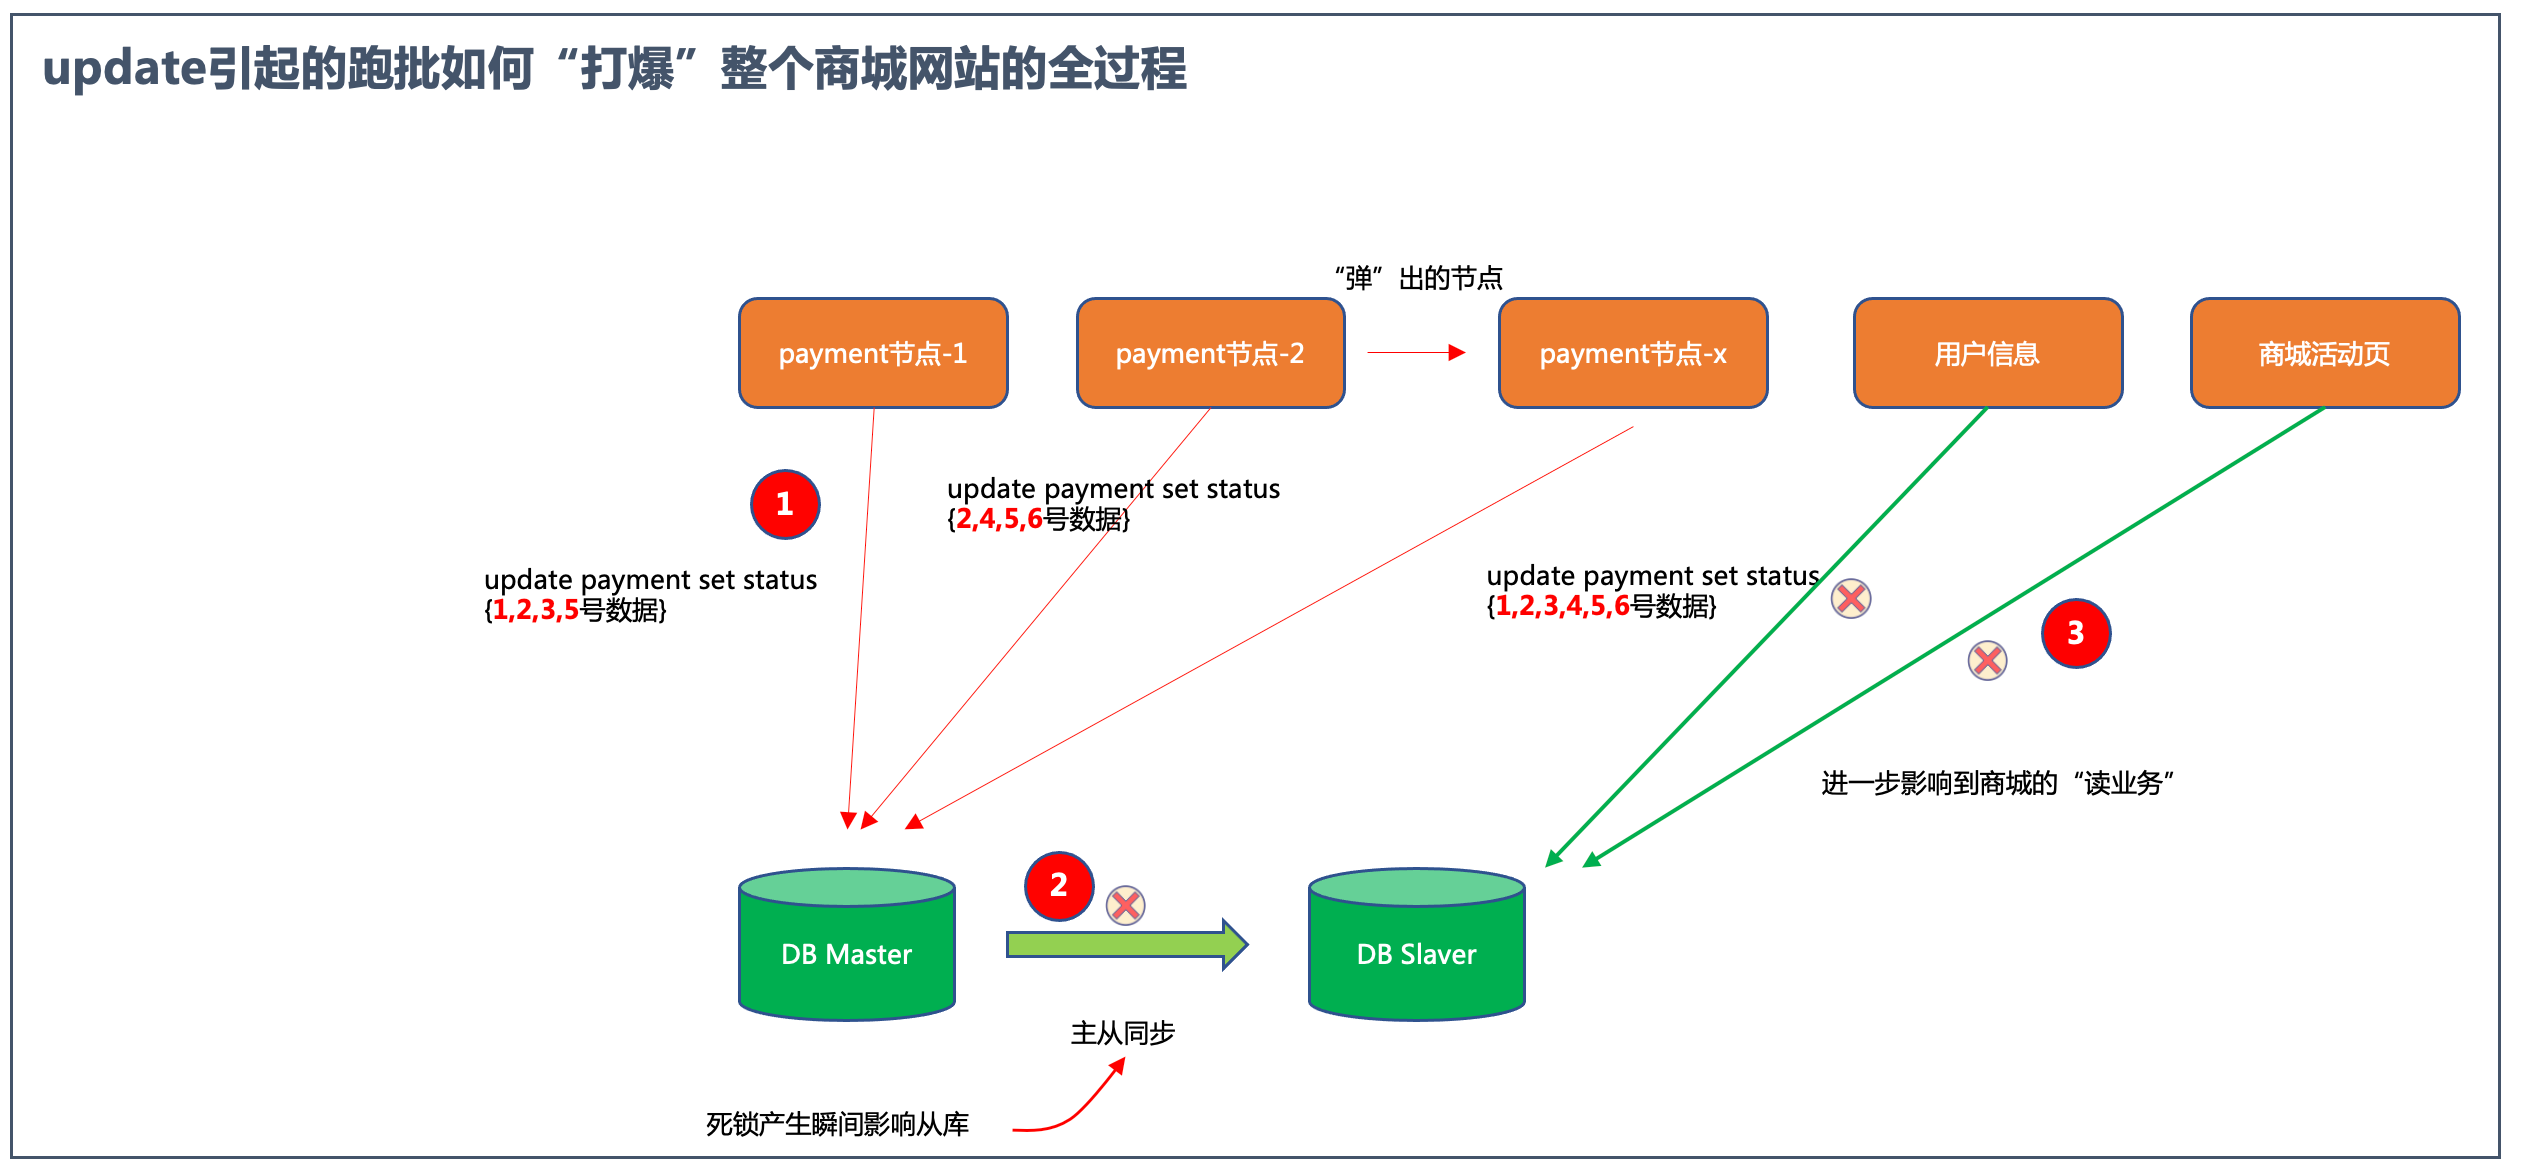 update引起的跑批如何“打爆”整个商城网站的全过程
“弹”出的节点
payment节点-1
payment节点-2
payment节点-x
用户信息
商城活动页
1
update payment set status
{2,4,5,6号数据}
update payment set status
{1,2,3,5号数据}
update payment set status
{1,2,3,4,5,6号数据}
3
进一步影响到商城的“读业务”
2
DB Master
DB Slaver
主从同步
死锁产生瞬间影响从库